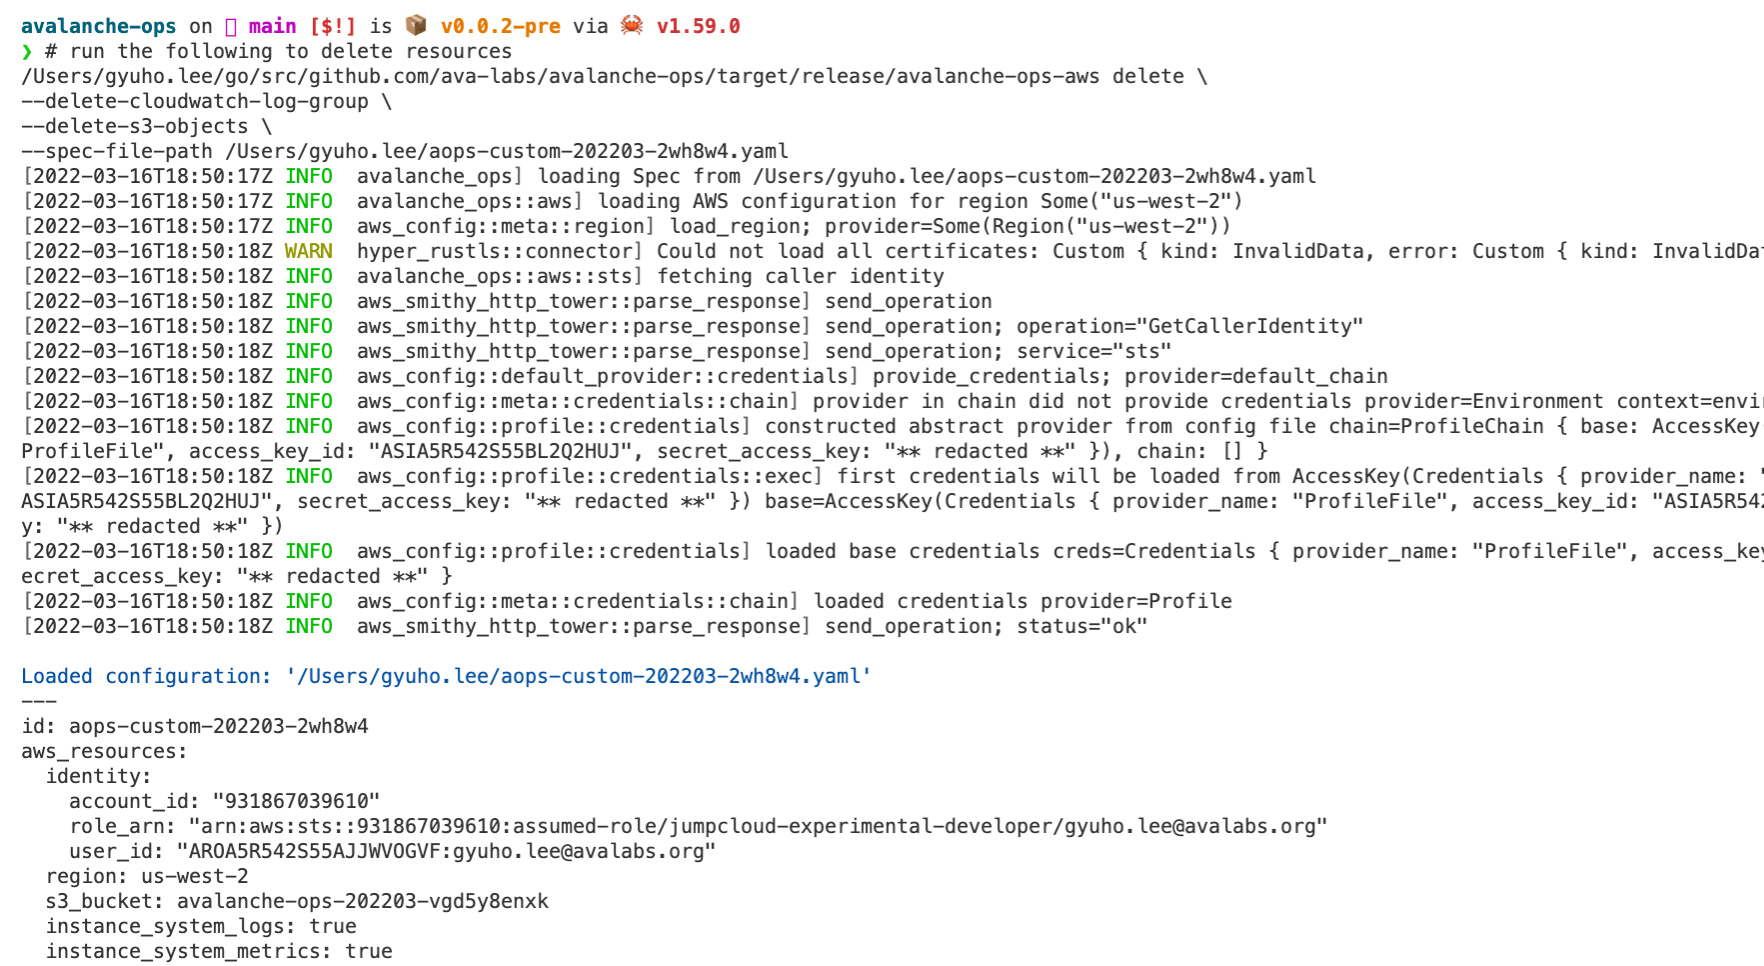 avalanche-ops on main [$!] is 📦 v0.0.2-pre via 🦀 v1.59.0
❯ # run the following to delete resources
/Users/gyuho.lee/go/src/github.com/ava-labs/avalanche-ops/target/release/avalanche-ops-aws delete \
--delete-cloudwatch-log-group \
--delete-s3-objects \
--spec-file-path /Users/gyuho.lee/aops-custom-202203-2wh8w4.yaml
[2022-03-16T18:50:17Z INFO  avalanche_ops] loading Spec from /Users/gyuho.lee/aops-custom-202203-2wh8w4.yaml
[2022-03-16T18:50:17Z INFO  avalanche_ops::aws] loading AWS configuration for region Some("us-west-2")
[2022-03-16T18:50:17Z INFO  aws_config::meta::region] load_region; provider=Some(Region("us-west-2"))
[2022-03-16T18:50:18Z WARN  hyper_rustls::connector] Could not load all certificates: Custom { kind: InvalidData, error: Custom { kind: InvalidDat
[2022-03-16T18:50:18Z INFO  avalanche_ops::aws::sts] fetching caller identity
[2022-03-16T18:50:18Z INFO  aws_smithy_http_tower::parse_response] send_operation
[2022-03-16T18:50:18Z INFO  aws_smithy_http_tower::parse_response] send_operation; operation="GetCallerIdentity"
[2022-03-16T18:50:18Z INFO  aws_smithy_http_tower::parse_response] send_operation; service="sts"
[2022-03-16T18:50:18Z INFO  aws_config::default_provider::credentials] provide_credentials; provider=default_chain
[2022-03-16T18:50:18Z INFO  aws_config::meta::credentials::chain] provider in chain did not provide credentials provider=Environment context=envir
[2022-03-16T18:50:18Z INFO  aws_config::profile::credentials] constructed abstract provider from config file chain=ProfileChain { base: AccessKey
ProfileFile", access_key_id: "ASIA5R542S55BL2Q2HUJ", secret_access_key: "** redacted **" }), chain: [] }
[2022-03-16T18:50:18Z INFO  aws_config::profile::credentials::exec] first credentials will be loaded from AccessKey(Credentials { provider_name: "
ASIA5R542S55BL2Q2HUJ", secret_access_key: "** redacted **" }) base=AccessKey(Credentials { provider_name: "ProfileFile", access_key_id: "ASIA5R542
y: "** redacted **" })
[2022-03-16T18:50:18Z INFO  aws_config::profile::credentials] loaded base credentials creds=Credentials { provider_name: "ProfileFile", access_key
ecret_access_key: "** redacted **" }
[2022-03-16T18:50:18Z INFO  aws_config::meta::credentials::chain] loaded credentials provider=Profile
[2022-03-16T18:50:18Z INFO  aws_smithy_http_tower::parse_response] send_operation; status="ok"
Loaded configuration: '/Users/gyuho.lee/aops-custom-202203-2wh8w4.yaml'
---
id: aops-custom-202203-2wh8w4
aws_resources:
  identity:
    account_id: "931867039610"
    role_arn: "arn:aws:sts::931867039610:assumed-role/jumpcloud-experimental-developer/gyuho.lee@avalabs.org"
    user_id: "AROA5R542S55AJJWVOGVF:gyuho.lee@avalabs.org"
  region: us-west-2
  s3_bucket: avalanche-ops-202203-vgd5y8enxk
  instance_system_logs: true
  instance_system_metrics: true